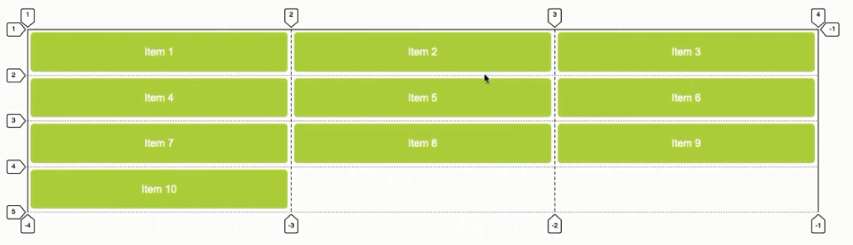 1 2 3 4
1 -1
Item 1 Item 2 Item 3
2
Item 4 Item 5 Item 6
3
Item 7 Item 8 Item 9
4
Item 10
5
-4 -3 -2 -1